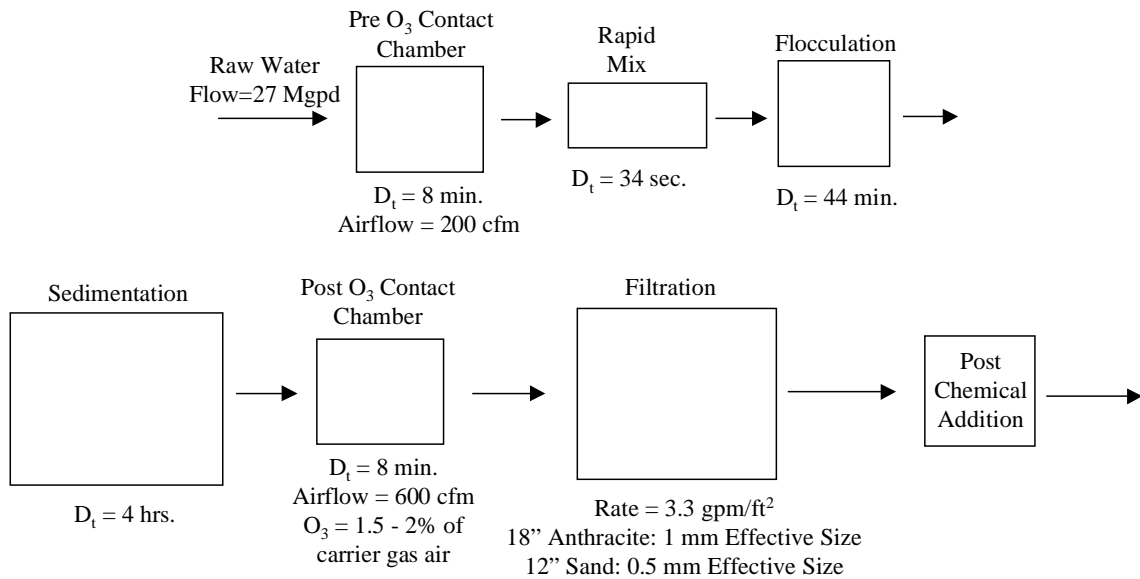 Pre O₃ Contact
Chamber
Raw Water
Flow=27 Mgpd
Rapid
Mix
Flocculation
Dₜ = 8 min.
Airflow = 200 cfm
Dₜ = 34 sec.
Dₜ = 44 min.
Sedimentation
Post O₃ Contact
Chamber
Filtration
Post
Chemical
Addition
Dₜ = 4 hrs.
Dₜ = 8 min.
Airflow = 600 cfm
O₃ = 1.5 - 2% of
carrier gas air
Rate = 3.3 gpm/ft²
18” Anthracite: 1 mm Effective Size
12” Sand: 0.5 mm Effective Size